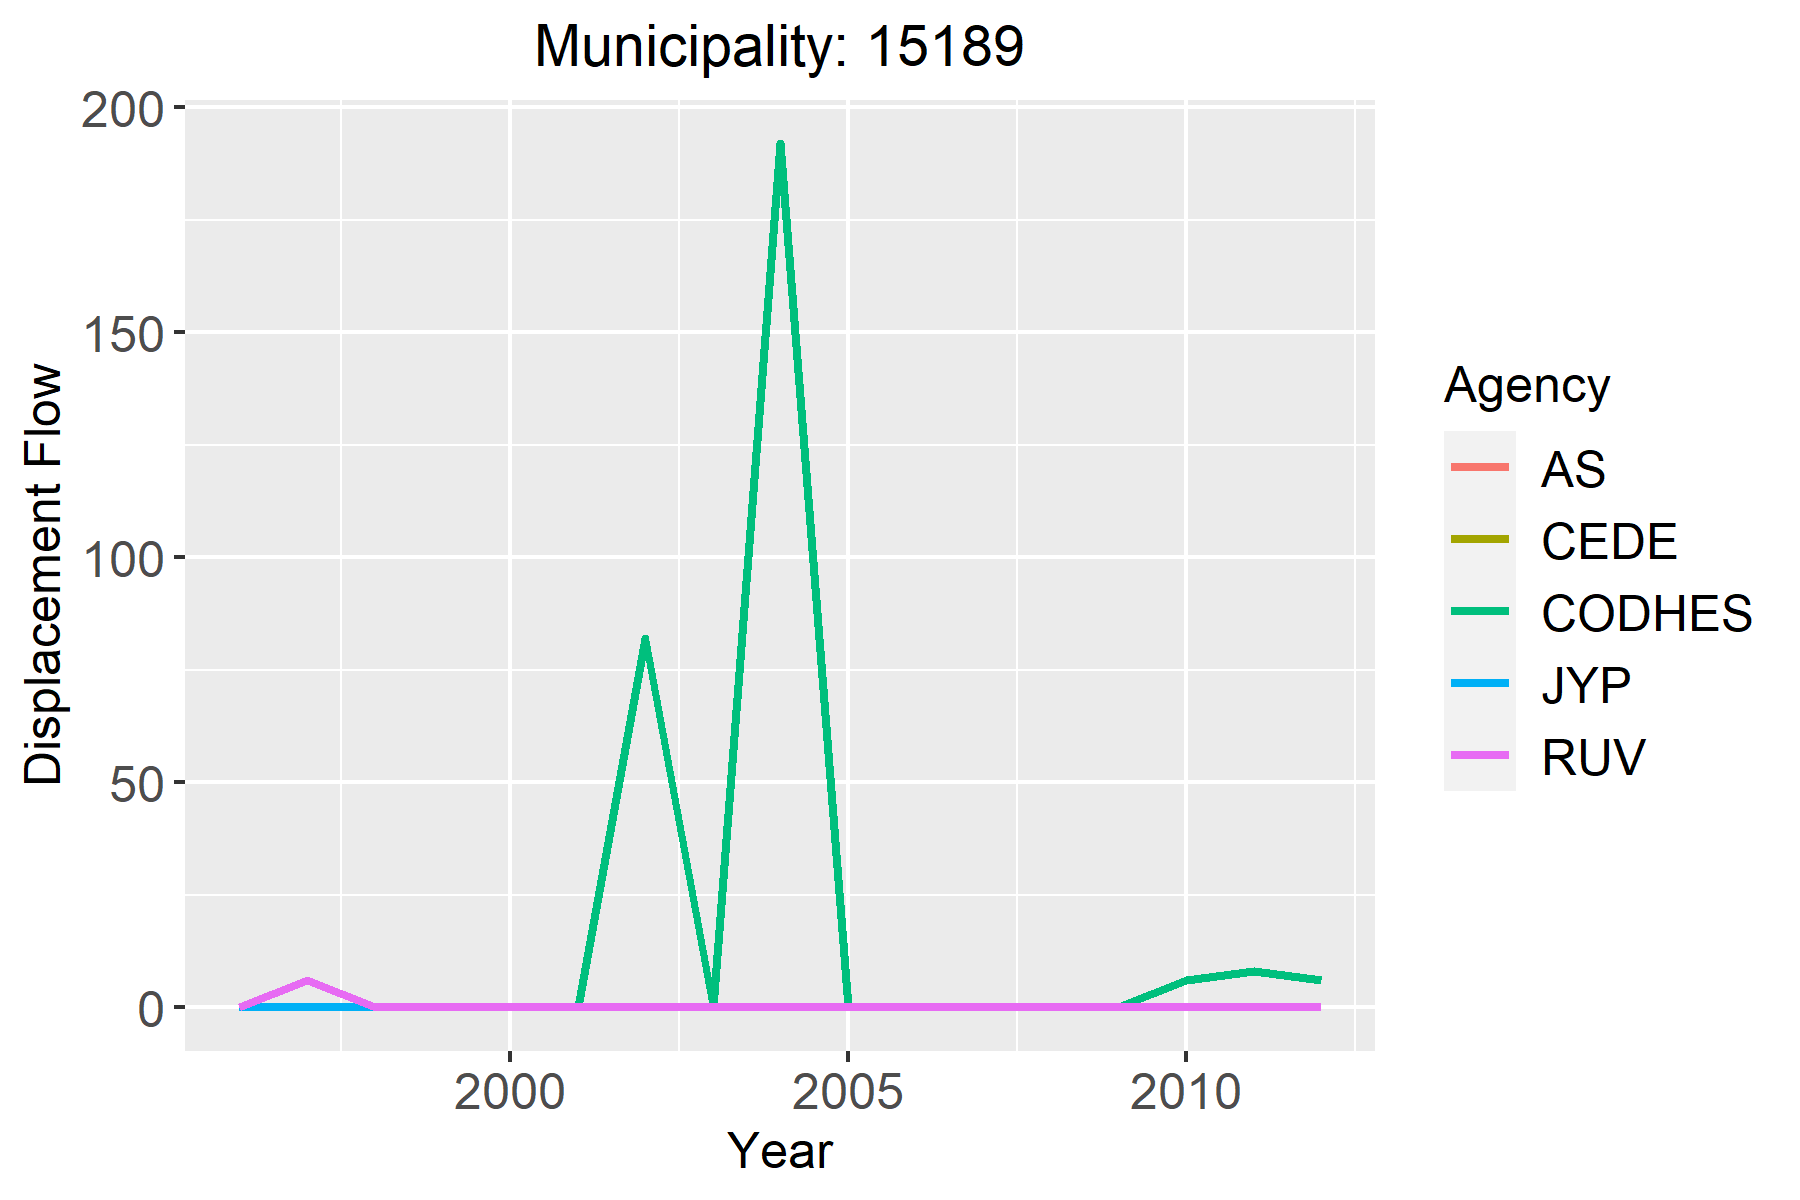 Municipality: 15189
200
150
100
50
0
Displacement Flow
2000 2005 2010
Year
Agency
AS
CEDE
CODHES
JYP
RUV